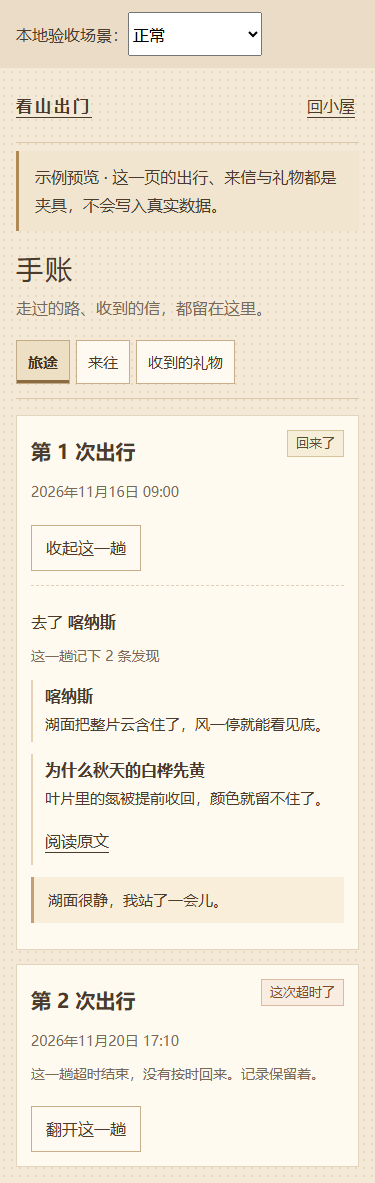 本地验收场景：正常
看山出门 回小屋
示例预览 · 这一页的出行、来信与礼物都是
夹具，不会写入真实数据。
手账
走过的路、收到的信，都留在这里。
旅途 来往 收到的礼物
第 1 次出行 回来了
2026年11月16日 09:00
收起这一趟
去了 喀纳斯
这一趟记下 2 条发现
喀纳斯
湖面把整片云含住了，风一停就能看见底。
为什么秋天的白桦先黄
叶片里的氮被提前收回，颜色就留不住了。
阅读原文
湖面很静，我站了一会儿。
第 2 次出行 这次超时了
2026年11月20日 17:10
这一趟超时结束，没有按时回来。记录保留着。
翻开这一趟